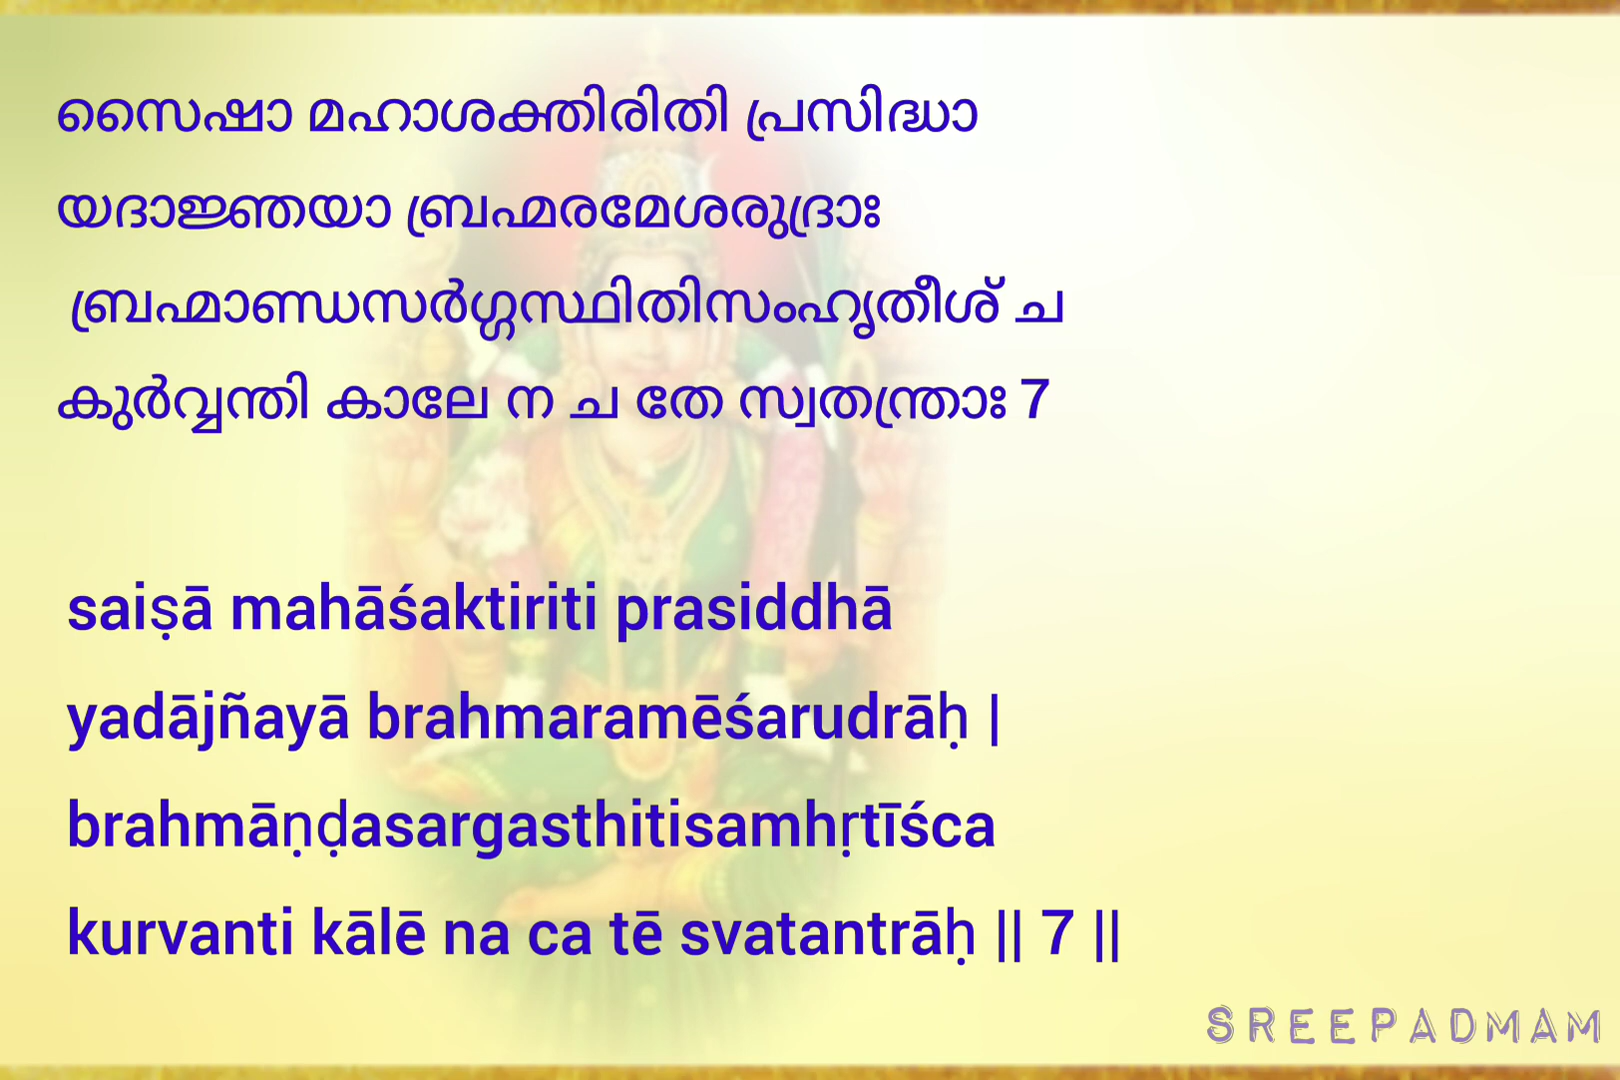 സൈഷാ മഹാശക്തിരിതി പ്രസിദ്ധാ
യദാജ്ഞയാ ബ്രഹ്മരമേശരുദ്രാഃ
ബ്രഹ്മാണ്ഡസർഗ്ഗസ്ഥിതിസംഹൃതീശ് ച
കുർവ്വന്തി കാലേ ന ച തേ സ്വതന്ത്രാഃ 7
saiṣā mahāśaktiriti prasiddhā
yadājñayā brahmaramēśarudrāḥ |
brahmāṇḍasargasthitisamhṛtīśca
kurvanti kālē na ca tē svatantrāḥ || 7 ||
SREEPADMAM